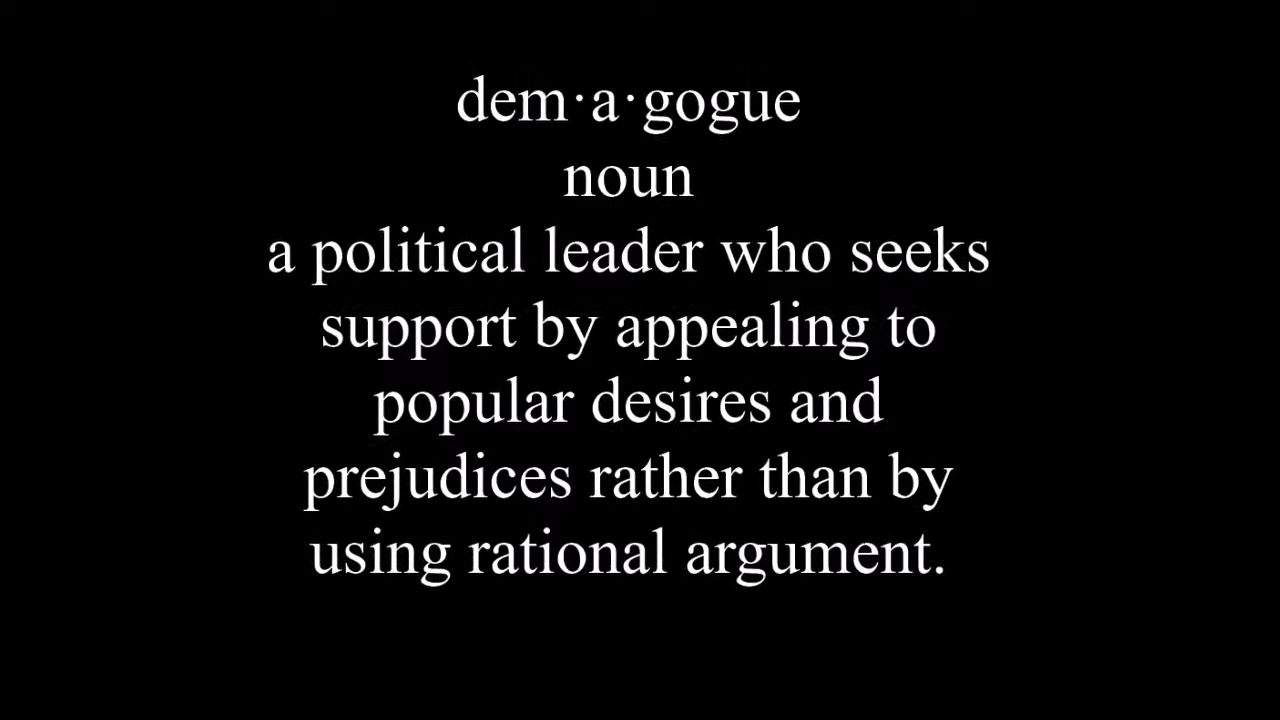 dem·a·gogue
noun
a political leader who seeks
support by appealing to
popular desires and
prejudices rather than by
using rational argument.